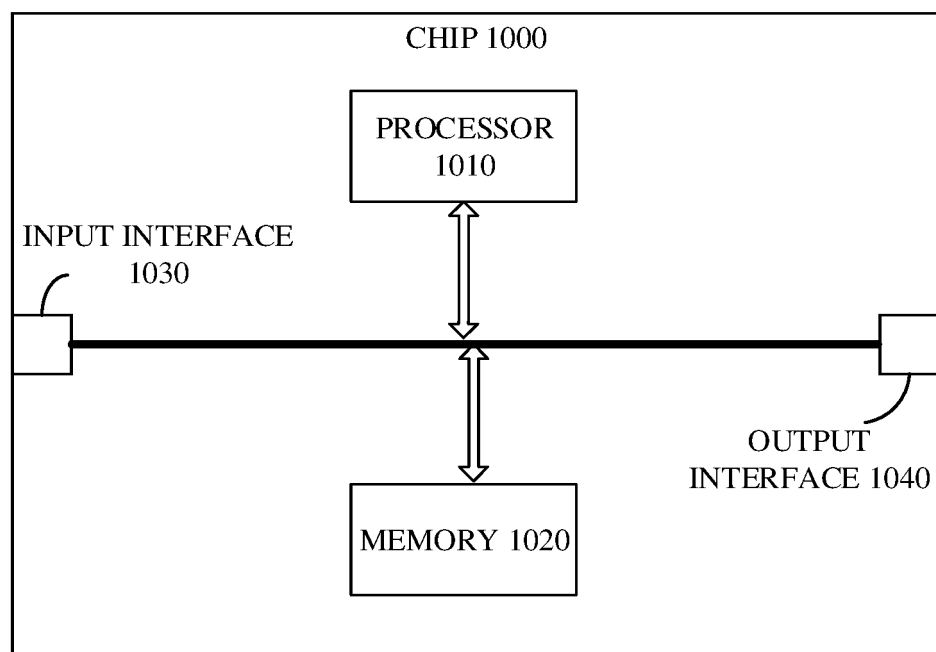 CHIP 1000
PROCESSOR
1010
INPUT INTERFACE
1030
OUTPUT
INTERFACE 1040
MEMORY 1020